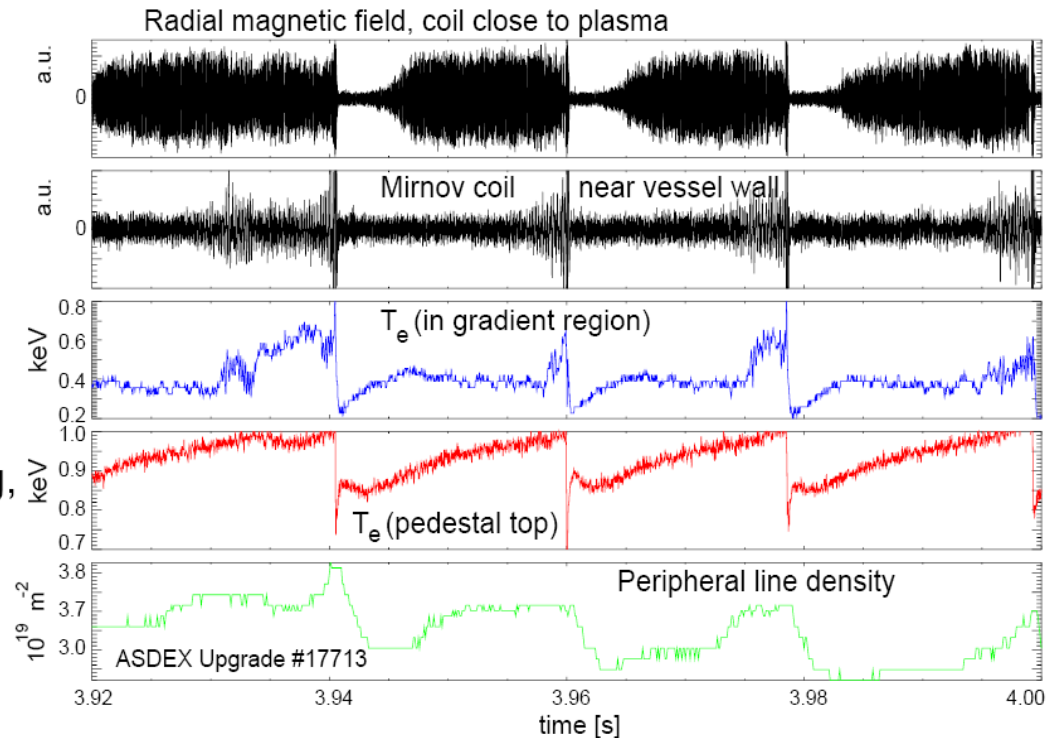 Radial magnetic field, coil close to plasma
a.u.
0
a.u.
0
Mirnov coil near vessel wall
keV
0.8
0.6
0.4
0.2
T_e (in gradient region)
keV
1.0
0.9
0.8
0.7
T_e (pedestal top)
10^19 m^-2
3.8
3.7
3.0
Peripheral line density
ASDEX Upgrade #17713
3.92 3.94 3.96 3.98 4.00
time [s]